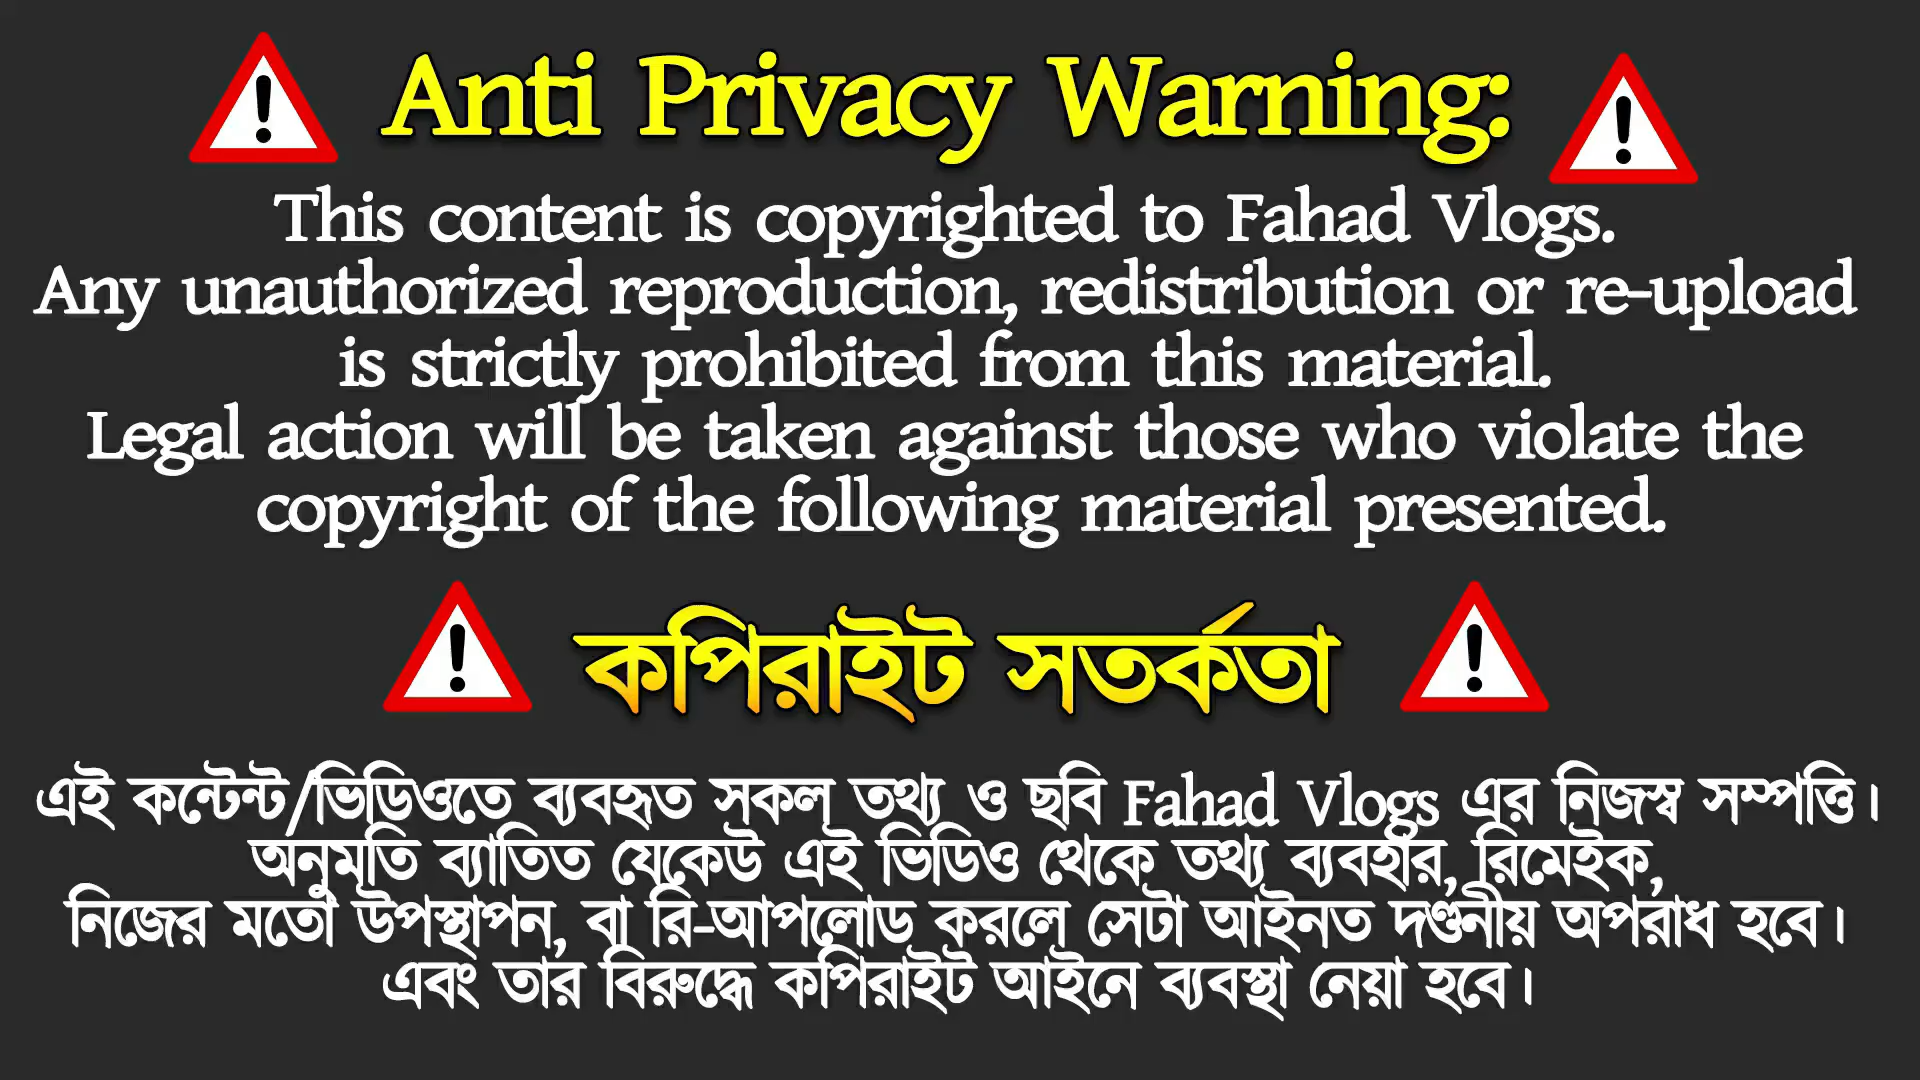 Anti Privacy Warning:
This content is copyrighted to Fahad Vlogs.
Any unauthorized reproduction, redistribution or re-upload
is strictly prohibited from this material.
Legal action will be taken against those who violate the
copyright of the following material presented.
কপিরাইট সতর্কতা
এই কন্টেন্ট/ভিডিওতে ব্যবহৃত সকল তথ্য ও ছবি Fahad Vlogs এর নিজস্ব সম্পত্তি।
অনুমতি ব্যাতিত যেকেউ এই ভিডিও থেকে তথ্য ব্যবহার, রিমেইক,
নিজের মতো উপস্থাপন, বা রি-আপলোড করলে সেটা আইনত দণ্ডনীয় অপরাধ হবে।
এবং তার বিরুদ্ধে কপিরাইট আইনে ব্যবস্থা নেয়া হবে।